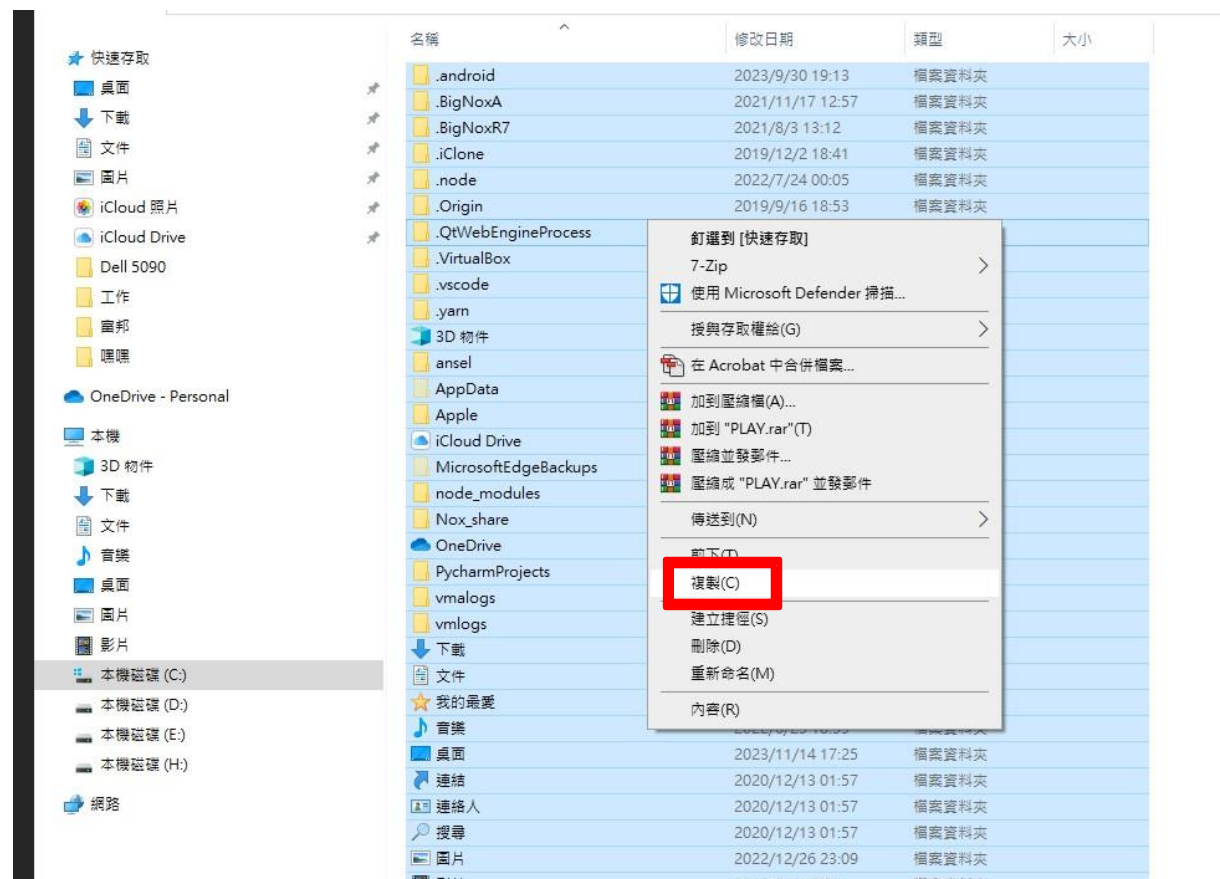 名稱 修改日期 類型 大小
快速存取
桌面
下載
文件
圖片
iCloud 照片
iCloud Drive
Dell 5090
工作
富邦
嘿嘿
OneDrive - Personal
本機
3D 物件
下載
文件
音樂
桌面
圖片
影片
本機磁碟 (C:)
本機磁碟 (D:)
本機磁碟 (E:)
本機磁碟 (H:)
網路
.android 2023/9/30 19:13 檔案資料夾
.BigNoxA 2021/11/17 12:57 檔案資料夾
.BigNoxR7 2021/8/3 13:12 檔案資料夾
.iClone 2019/12/2 18:41 檔案資料夾
.node 2022/7/24 00:05 檔案資料夾
.Origin 2019/9/16 18:53 檔案資料夾
.QtWebEngineProcess
.VirtualBox
.vscode
.yarn
3D 物件
ansel
AppData
Apple
iCloud Drive
MicrosoftEdgeBackups
node_modules
Nox_share
OneDrive
PycharmProjects
vmalogs
vmlogs
下載
文件
我的最愛
音樂
桌面 2023/11/14 17:25 檔案資料夾
連結 2020/12/13 01:57 檔案資料夾
連絡人 2020/12/13 01:57 檔案資料夾
搜尋 2020/12/13 01:57 檔案資料夾
圖片 2022/12/26 23:09 檔案資料夾
釘選到 [快速存取]
7-Zip
使用 Microsoft Defender 掃描...
授與存取權給(G)
在 Acrobat 中合併檔案...
加到壓縮檔(A)...
加到 "PLAY.rar"(T)
壓縮並發郵件...
壓縮成 "PLAY.rar" 並發郵件
傳送到(N)
剪下(T)
複製(C)
建立捷徑(S)
刪除(D)
重新命名(M)
內容(R)